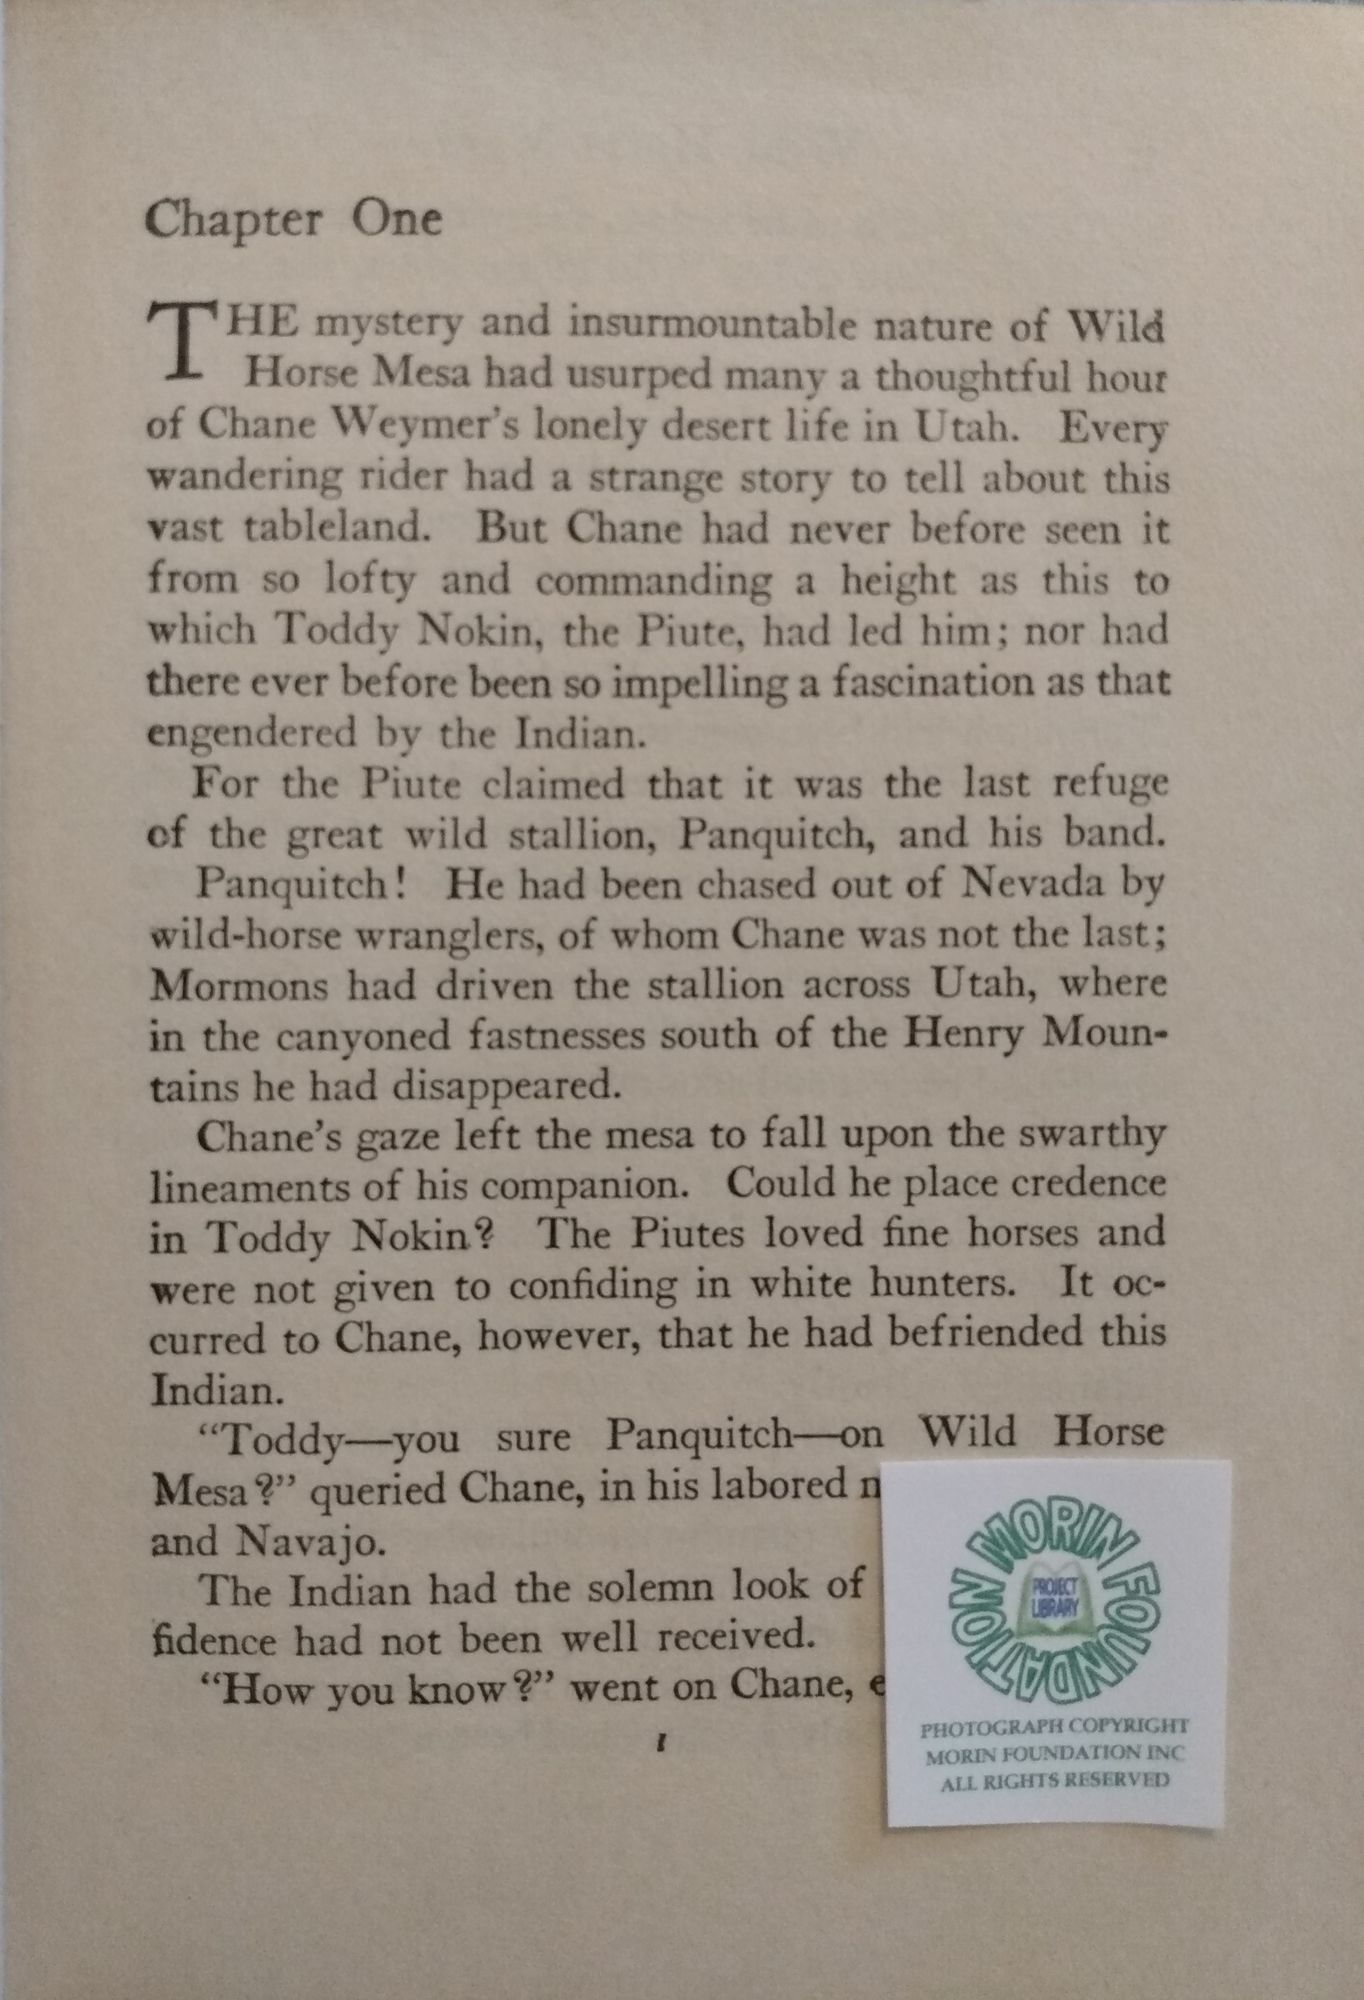 Chapter One
THE mystery and insurmountable nature of Wild
Horse Mesa had usurped many a thoughtful hour
of Chane Weymer's lonely desert life in Utah. Every
wandering rider had a strange story to tell about this
vast tableland. But Chane had never before seen it
from so lofty and commanding a height as this to
which Toddy Nokin, the Piute, had led him; nor had
there ever before been so impelling a fascination as that
engendered by the Indian.
For the Piute claimed that it was the last refuge
of the great wild stallion, Panquitch, and his band.
Panquitch! He had been chased out of Nevada by
wild-horse wranglers, of whom Chane was not the last;
Mormons had driven the stallion across Utah, where
in the canyoned fastnesses south of the Henry Moun-
tains he had disappeared.
Chane's gaze left the mesa to fall upon the swarthy
lineaments of his companion. Could he place credence
in Toddy Nokin? The Piutes loved fine horses and
were not given to confiding in white hunters. It oc-
curred to Chane, however, that he had befriended this
Indian.
“Toddy—you sure Panquitch—on Wild Horse
Mesa?” queried Chane, in his labored
and Navajo.
The Indian had the solemn look of
fidence had not been well received.
“How you know?” went on Chane,
1
MORIN FOUNDATION
PROJECT
LIBRARY
PHOTOGRAPH COPYRIGHT
MORIN FOUNDATION INC
ALL RIGHTS RESERVED